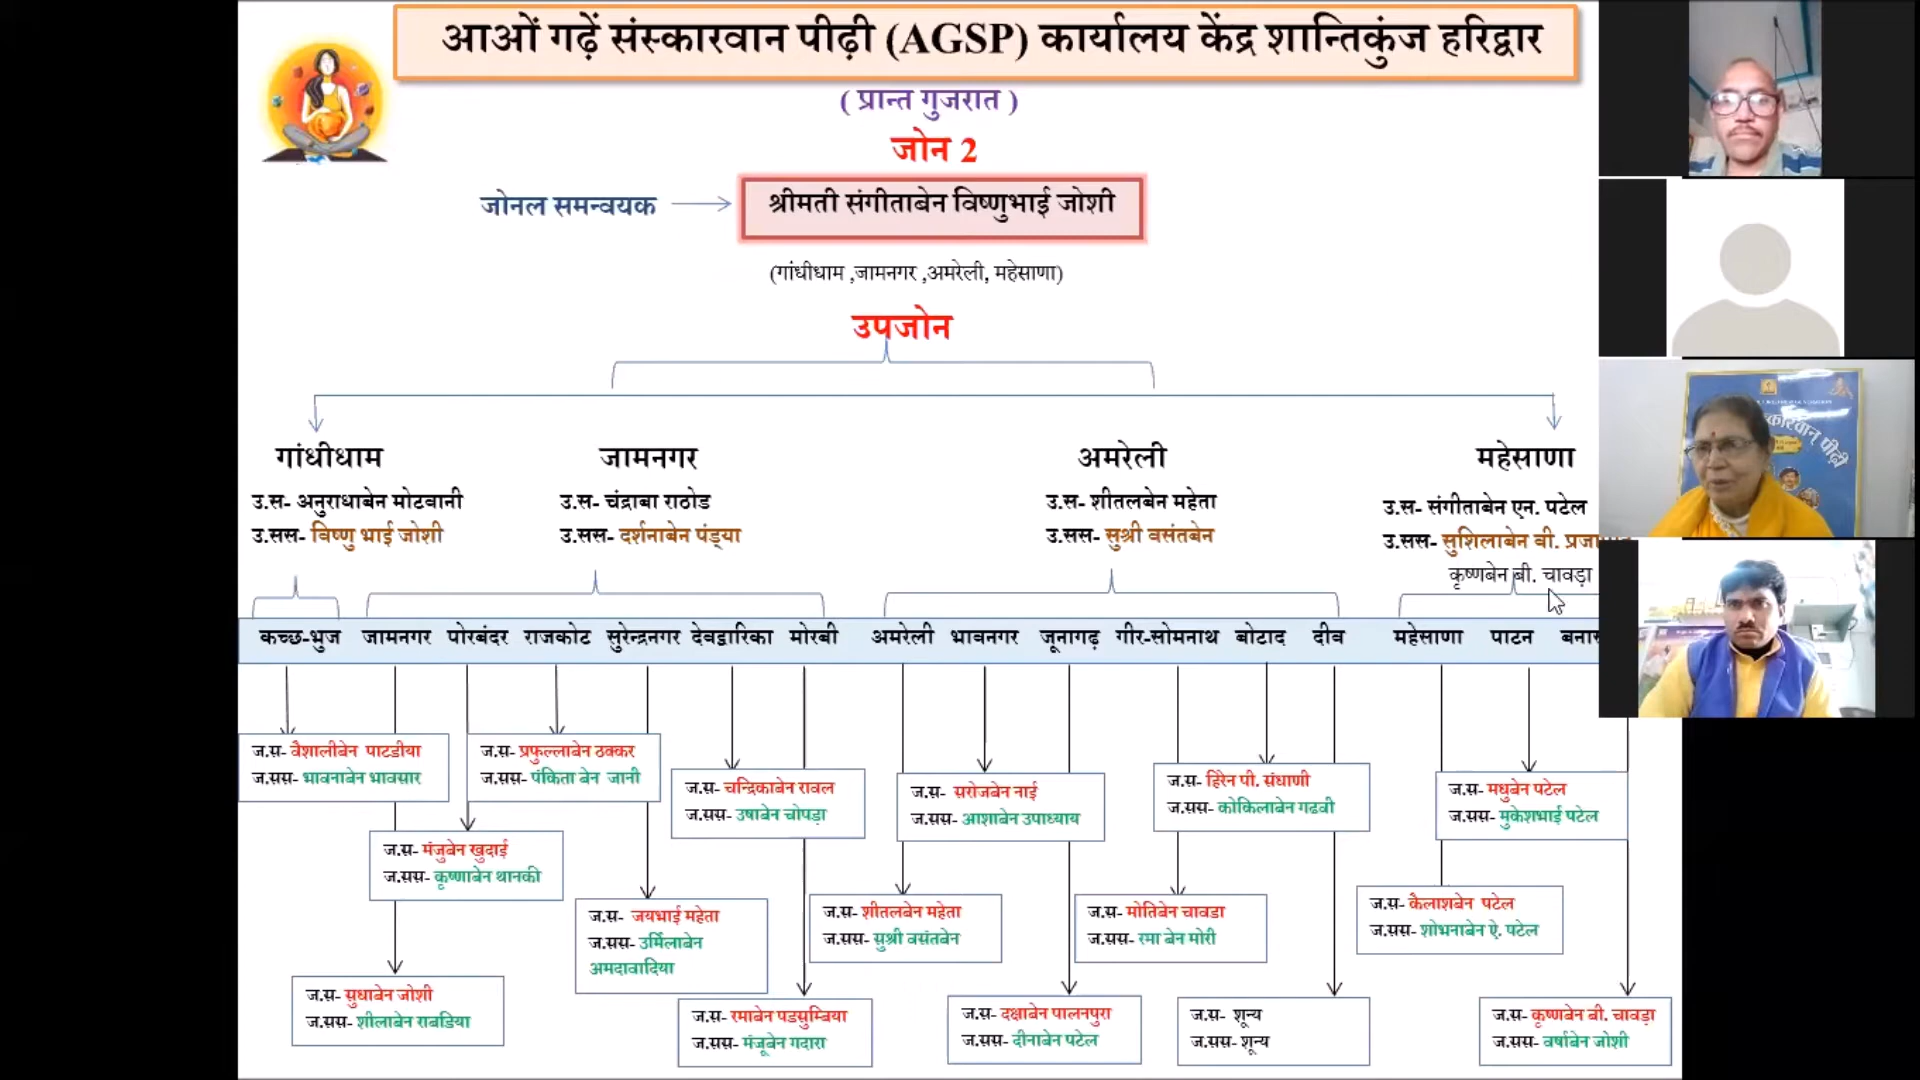 आओं गढ़ें संस्कारवान पीढ़ी (AGSP) कार्यालय केंद्र शान्तिकुंज हरिद्वार
( प्रान्त गुजरात )
जोन 2
जोनल समन्वयक
श्रीमती संगीताबेन विष्णुभाई जोशी
(गांधीधाम ,जामनगर ,अमरेली, महेसाणा)
उपजोन
गांधीधाम
उ.स- अनुराधाबेन मोटवानी
उ.सस- विष्णु भाई जोशी
जामनगर
उ.स- चंद्राबा राठोड
उ.सस- दर्शनाबेन पंड्या
अमरेली
उ.स- शीतलबेन महेता
उ.सस- सुश्री वसंतबेन
महेसाणा
उ.स- संगीताबेन एन. पटेल
उ.सस- सुशिलाबेन बी.
कृष्णबेन बी. चावड़ा
कच्छ-भुज जामनगर पोरबंदर राजकोट सुरेन्द्रनगर देवद्वारिका मोरबी अमरेली भावनगर जूनागढ़ गीर-सोमनाथ बोटाद दीव महेसाणा पाटन
ज.स- वैशालीबेन पाटडीया
ज.सस- भावनाबेन भावसार
ज.स- प्रफुल्लाबेन ठक्कर
ज.सस- पंकिता बेन जानी
ज.स- चन्द्रिकाबेन रावल
ज.सस- उषाबेन चोपड़ा
ज.स- सरोजबेन नाई
ज.सस- आशाबेन उपाध्याय
ज.स- हिरेन पी. संधाणी
ज.सस- कोकिलाबेन गढवी
ज.स- मधुबेन पटेल
ज.सस- मुकेशभाई पटेल
ज.स- मंजुबेन खुदाई
ज.सस- कृष्णाबेन थानकी
ज.स- जयभाई महेता
ज.सस- उर्मिलाबेन
अमदावादिया
ज.स- शीतलबेन महेता
ज.सस- सुश्री वसंतबेन
ज.स- मोतिबेन चावडा
ज.सस- रमा बेन मोरी
ज.स- कैलाशबेन पटेल
ज.सस- शोभनाबेन ऐ. पटेल
ज.स- सुधाबेन जोशी
ज.सस- शीलाबेन राबडिया
ज.स- रमाबेन पडसुम्बिया
ज.सस- मंजूबेन गदारा
ज.स- दक्षाबेन पालनपुरा
ज.सस- दीनाबेन पटेल
ज.स- शून्य
ज.सस- शून्य
ज.स- कृष्णबेन बी. चावड़ा
ज.सस- वर्षाबेन जोशी